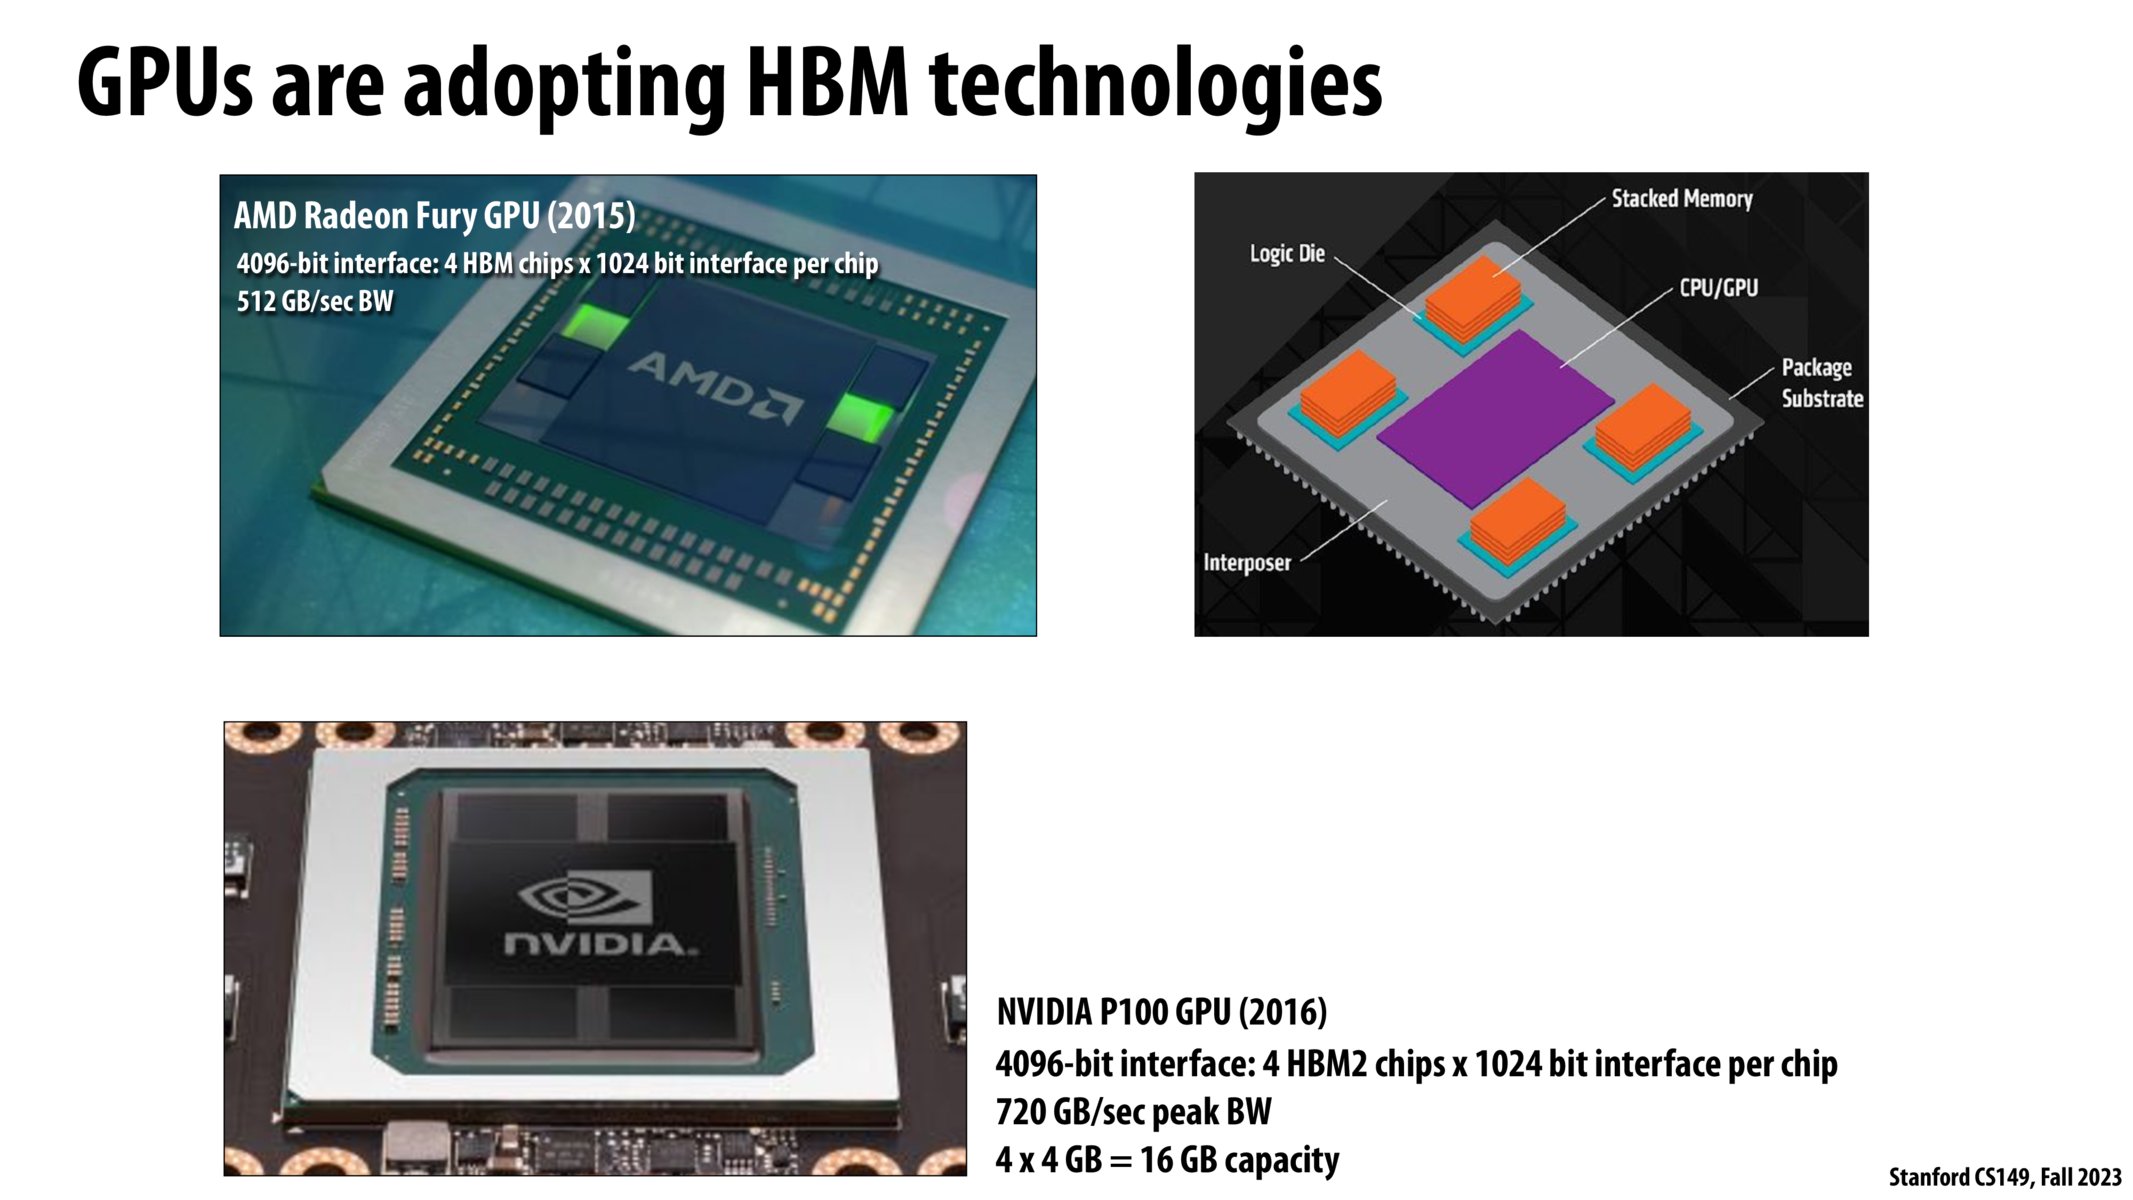 GPUs are adopting HBM technologies
AMD Radeon Fury GPU (2015)
4096-bit interface: 4 HBM chips x 1024 bit interface per chip
512 GB/sec BW
AMD
Stacked Memory
Logic Die
CPU/GPU
Package
Substrate
Interposer
NVIDIA
NVIDIA P100 GPU (2016)
4096-bit interface: 4 HBM2 chips x 1024 bit interface per chip
720 GB/sec peak BW
4 x 4 GB = 16 GB capacity
Stanford CS149, Fall 2023